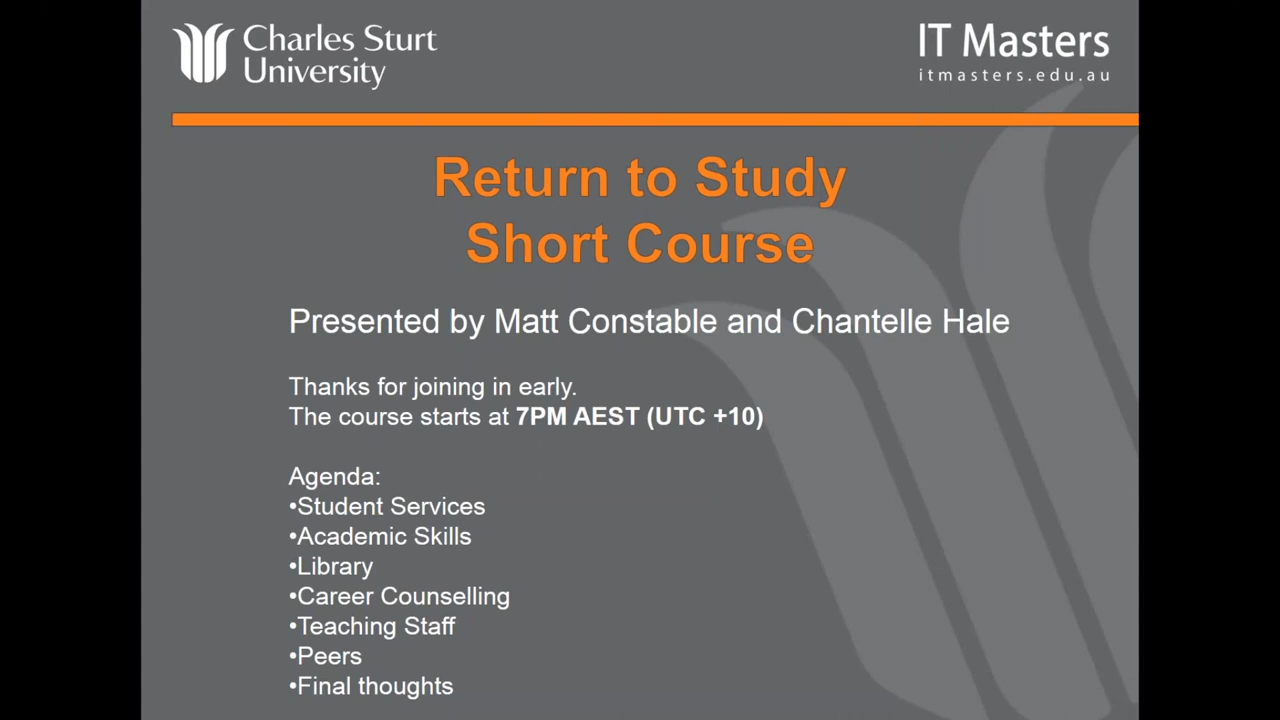 Charles Sturt
University
IT Masters
itmasters.edu.au
Return to Study
Short Course
Presented by Matt Constable and Chantelle Hale
Thanks for joining in early.
The course starts at 7PM AEST (UTC +10)
Agenda:
•Student Services
•Academic Skills
•Library
•Career Counselling
•Teaching Staff
•Peers
•Final thoughts